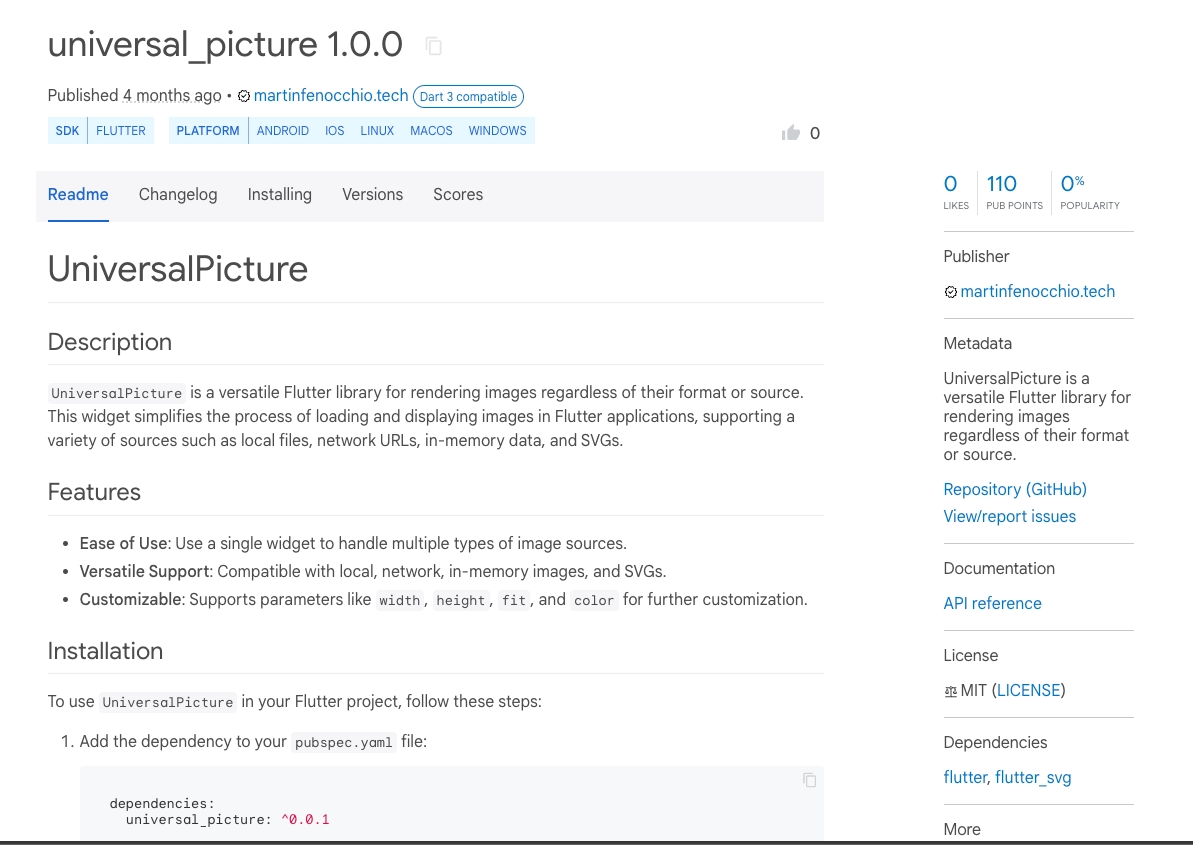 universal_picture 1.0.0
Published 4 months ago • martinfenocchio.tech Dart 3 compatible
SDK FLUTTER PLATFORM ANDROID IOS LINUX MACOS WINDOWS
0
Readme Changelog Installing Versions Scores
UniversalPicture
Description
UniversalPicture is a versatile Flutter library for rendering images regardless of their format or source.
This widget simplifies the process of loading and displaying images in Flutter applications, supporting a
variety of sources such as local files, network URLs, in-memory data, and SVGs.
Features
• Ease of Use: Use a single widget to handle multiple types of image sources.
• Versatile Support: Compatible with local, network, in-memory images, and SVGs.
• Customizable: Supports parameters like width, height, fit, and color for further customization.
Installation
To use UniversalPicture in your Flutter project, follow these steps:
1. Add the dependency to your pubspec.yaml file:
dependencies:
universal_picture: ^0.0.1
0 110 0%
LIKES PUB POINTS POPULARITY
Publisher
martinfenocchio.tech
Metadata
UniversalPicture is a
versatile Flutter library for
rendering images
regardless of their format
or source.
Repository (GitHub)
View/report issues
Documentation
API reference
License
MIT (LICENSE)
Dependencies
flutter, flutter_svg
More